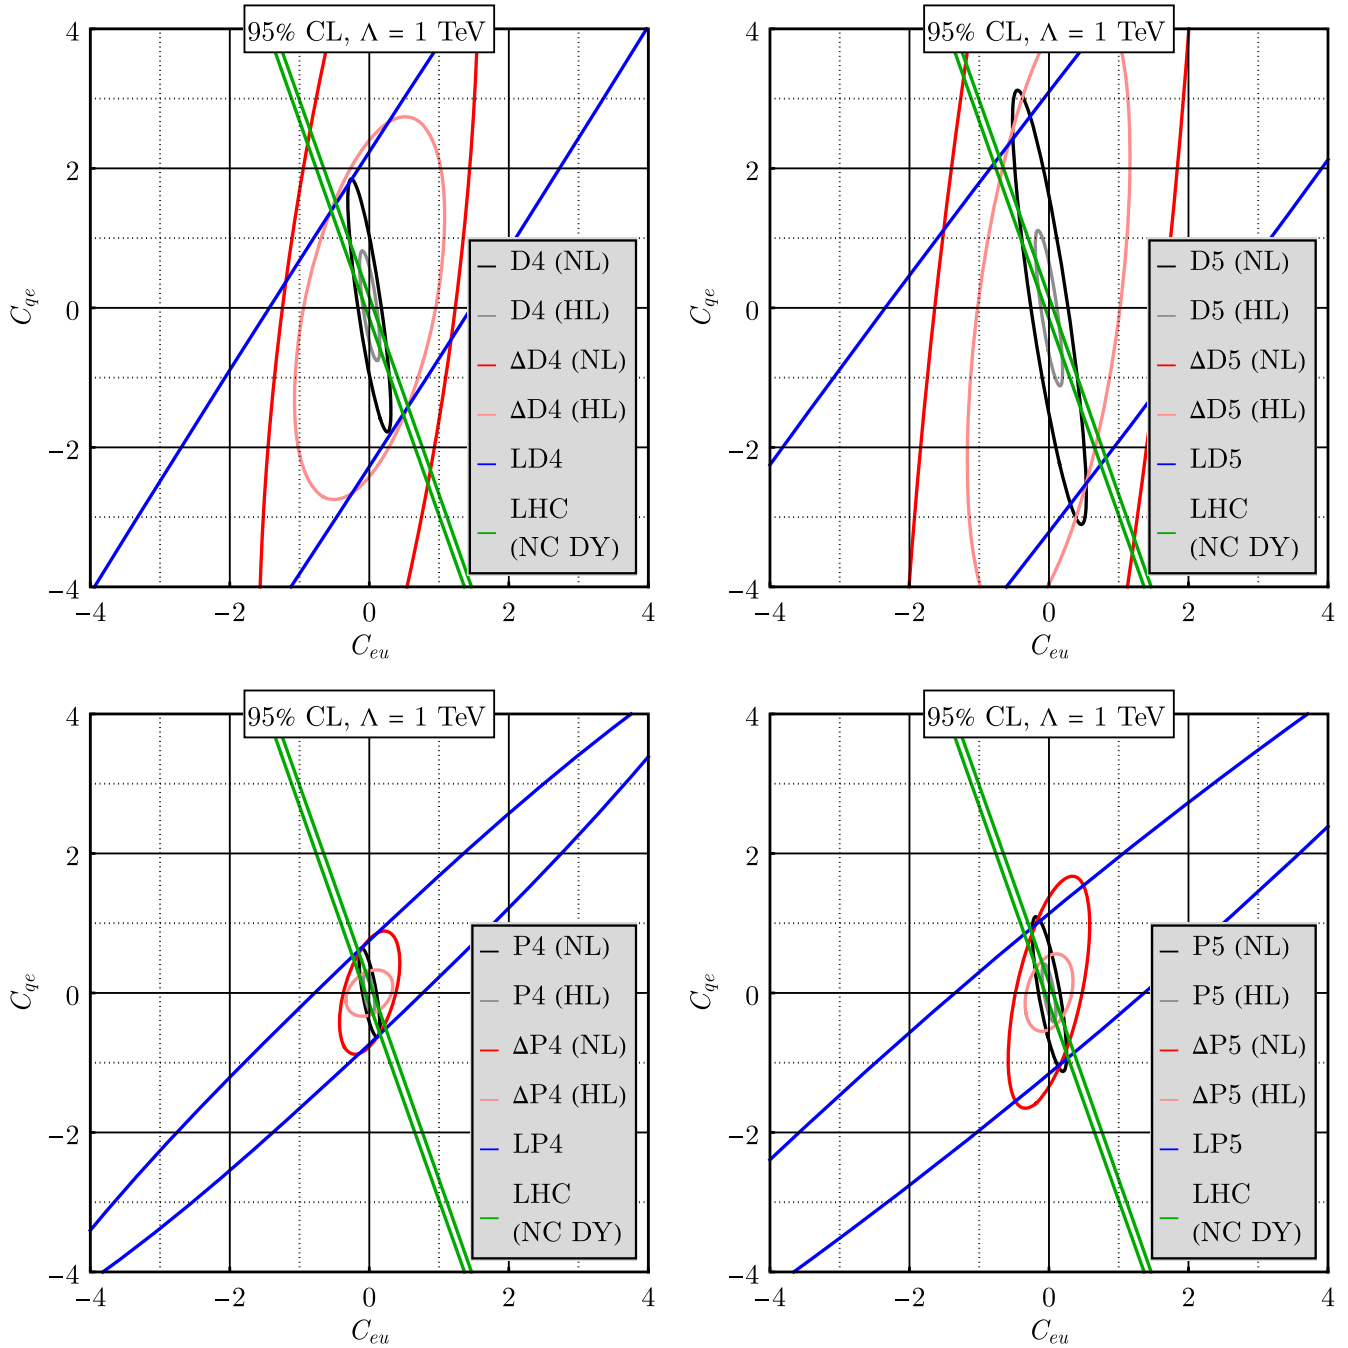 95% CL, Λ = 1 TeV
4
2
0
−2
−4
C_qe
D4 (NL)
D4 (HL)
ΔD4 (NL)
ΔD4 (HL)
LD4
LHC
(NC DY)
−4 −2 0 2 4
C_eu
95% CL, Λ = 1 TeV
4
2
0
−2
−4
C_qe
D5 (NL)
D5 (HL)
ΔD5 (NL)
ΔD5 (HL)
LD5
LHC
(NC DY)
−4 −2 0 2 4
C_eu
95% CL, Λ = 1 TeV
4
2
0
−2
−4
C_qe
P4 (NL)
P4 (HL)
ΔP4 (NL)
ΔP4 (HL)
LP4
LHC
(NC DY)
−4 −2 0 2 4
C_eu
95% CL, Λ = 1 TeV
4
2
0
−2
−4
C_qe
P5 (NL)
P5 (HL)
ΔP5 (NL)
ΔP5 (HL)
LP5
LHC
(NC DY)
−4 −2 0 2 4
C_eu